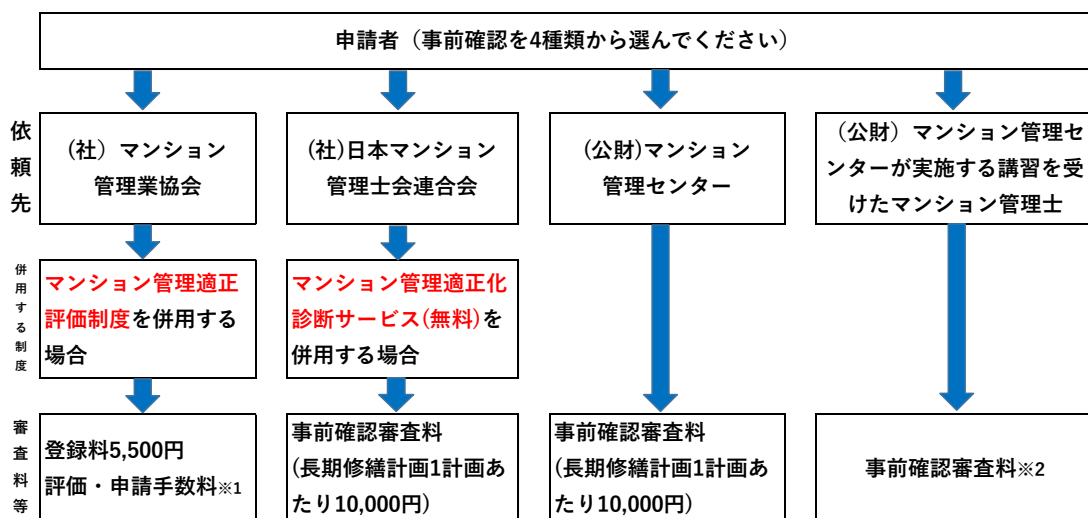 申請者（事前確認を4種類から選んでください）
依頼先
（社）マンション
管理業協会
(社)日本マンション
管理士会連合会
(公財)マンション
管理センター
（公財）マンション管理セ
ンターが実施する講習を受
けたマンション管理士
併用する制度
マンション管理適正
評価制度を併用する
場合
マンション管理適正化
診断サービス(無料)を
併用する場合
審査料等
登録料5,500円
評価・申請手数料※1
事前確認審査料
(長期修繕計画1計画あ
たり10,000円）
事前確認審査料
(長期修繕計画1計画あ
たり10,000円）
事前確認審査料※2